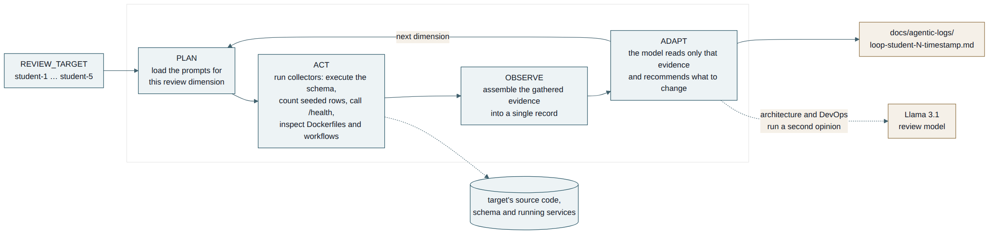 REVIEW_TARGET
student-1 … student-5
PLAN
load the prompts for
this review dimension
ACT
run collectors: execute the
schema,
count seeded rows, call
/health,
inspect Dockerfiles and
workflows
next dimension
OBSERVE
assemble the gathered
evidence
into a single record
ADAPT
the model reads only that
evidence
and recommends what to
change
docs/agentic-logs/
loop-student-N-timestamp.md
architecture and DevOps
run a second opinion
Llama 3.1
review model
target's source code,
schema and running services